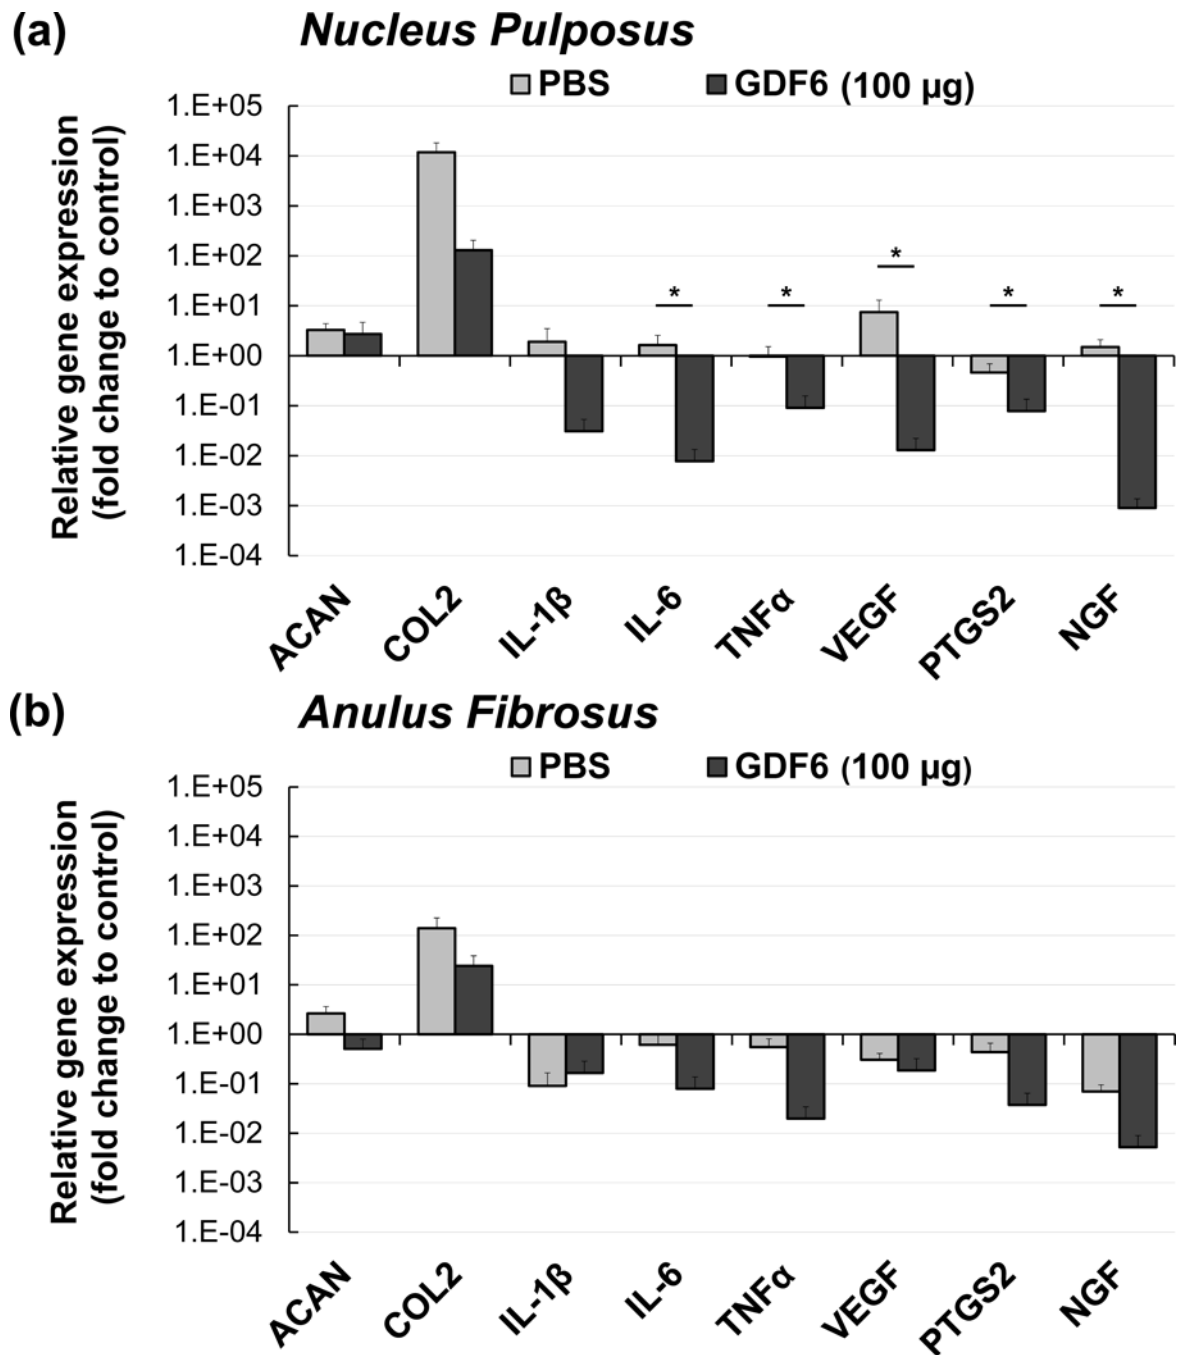 (a) Nucleus Pulposus
PBS GDF6 (100 µg)
Relative gene expression
(fold change to control)
1.E+05
1.E+04
1.E+03
1.E+02
1.E+01
1.E+00
1.E-01
1.E-02
1.E-03
1.E-04
* * * * *
ACAN COL2 IL-1β IL-6 TNFα VEGF PTGS2 NGF
(b) Anulus Fibrosus
PBS GDF6 (100 µg)
Relative gene expression
(fold change to control)
1.E+05
1.E+04
1.E+03
1.E+02
1.E+01
1.E+00
1.E-01
1.E-02
1.E-03
1.E-04
ACAN COL2 IL-1β IL-6 TNFα VEGF PTGS2 NGF